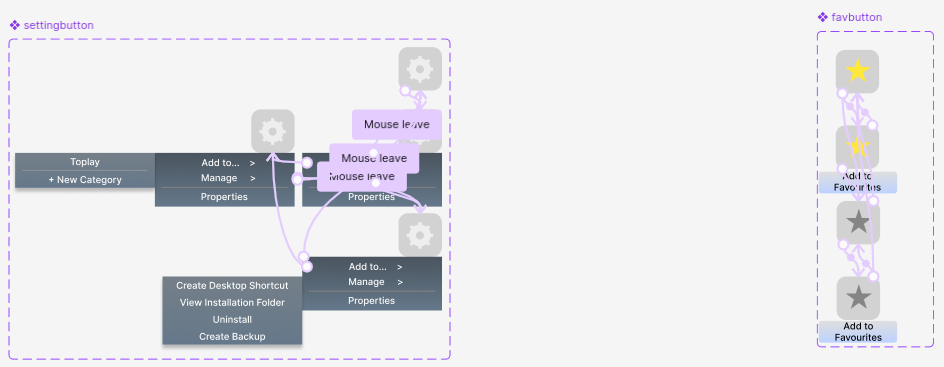 settingbutton
favbutton
Mouse leave
Mouse leave
Mouse leave
Toplay
+ New Category
Add to... >
Manage >
Properties
Properties
Add to... >
Manage >
Properties
Create Desktop Shortcut
View Installation Folder
Uninstall
Create Backup
Add to
Favourites
Add to
Favourites